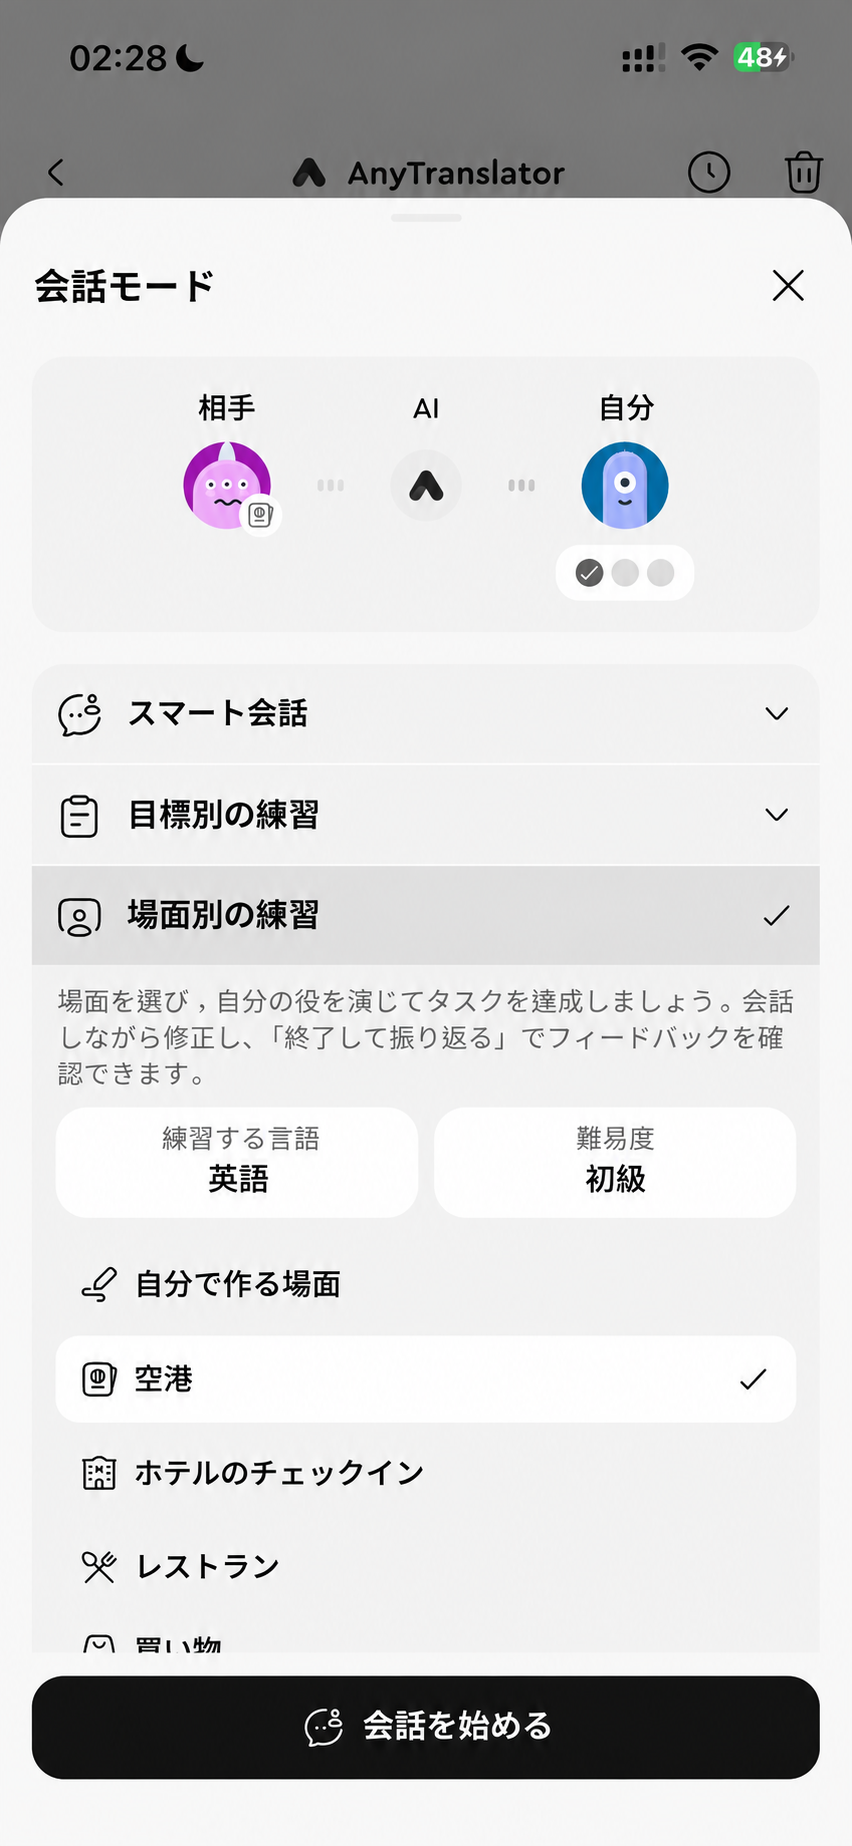 02:28
48
AnyTranslator
会話モード
相手
AI
自分
スマート会話
目標別の練習
場面別の練習
場面を選び，自分の役を演じてタスクを達成しましょう。会話
しながら修正し、「終了して振り返る」でフィードバックを確
認できます。
練習する言語
英語
難易度
初級
自分で作る場面
空港
ホテルのチェックイン
レストラン
買い物
会話を始める